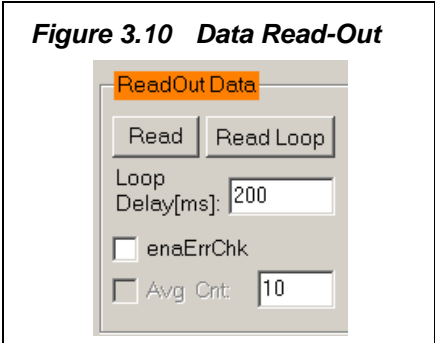 Figure 3.10 Data Read-Out
ReadOut Data
Read Read Loop
Loop
Delay[ms]: 200
enaErrChk
Avg Cnt: 10